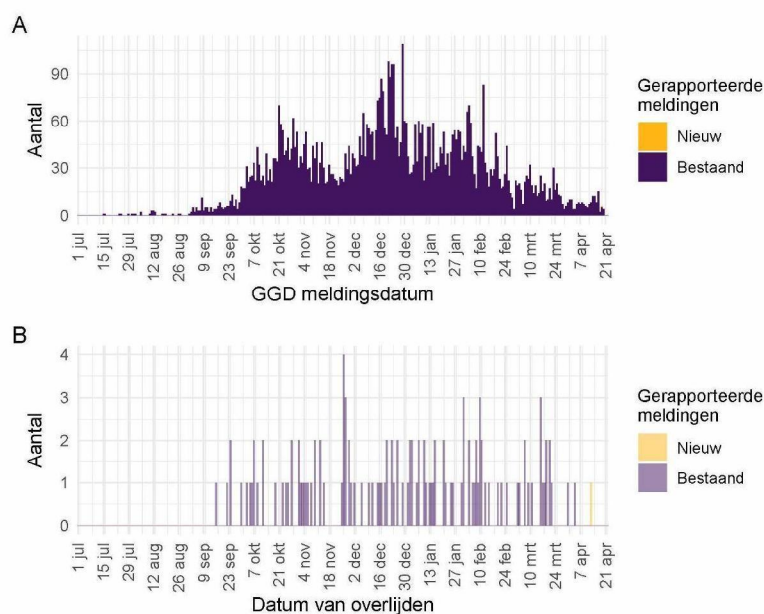 A
Aantal
90
60
30
0
1 jul
15 jul
29 jul
12 aug
26 aug
9 sep
23 sep
7 okt
21 okt
4 nov
18 nov
2 dec
16 dec
30 dec
13 jan
27 jan
10 feb
24 feb
10 mrt
24 mrt
7 apr
21 apr
GGD meldingsdatum
Gerapporteerde
meldingen
Nieuw
Bestaand
B
Aantal
4
3
2
1
0
1 jul
15 jul
29 jul
12 aug
26 aug
9 sep
23 sep
7 okt
21 okt
4 nov
18 nov
2 dec
16 dec
30 dec
13 jan
27 jan
10 feb
24 feb
10 mrt
24 mrt
7 apr
21 apr
Datum van overlijden
Gerapporteerde
meldingen
Nieuw
Bestaand